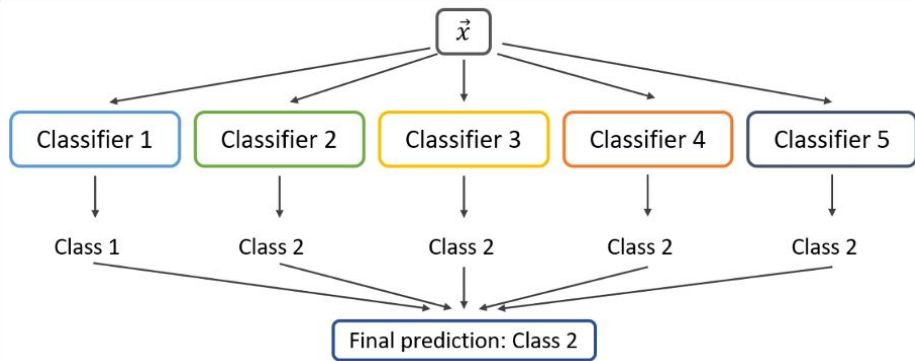 x⃗
Classifier 1 Classifier 2 Classifier 3 Classifier 4 Classifier 5
Class 1 Class 2 Class 2 Class 2 Class 2
Final prediction: Class 2